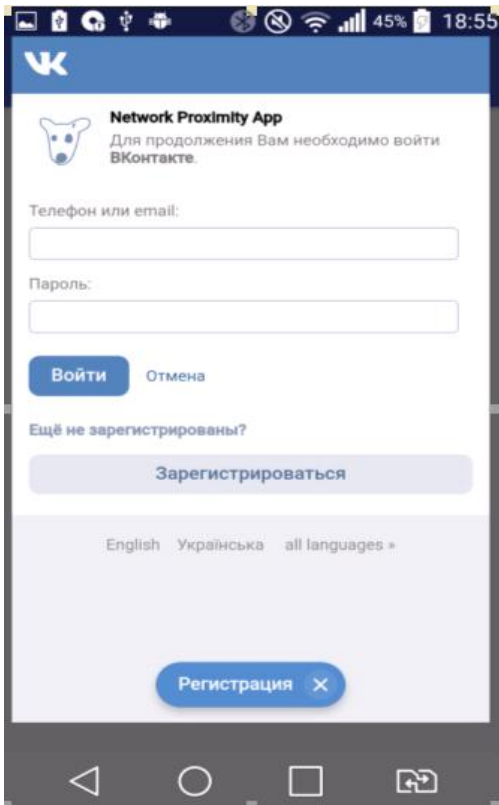 45% 18:55
Network Proximity App
Для продолжения Вам необходимо войти
ВКонтакте.
Телефон или email:
Пароль:
Войти Отмена
Ещё не зарегистрированы?
Зарегистрироваться
English Українська all languages »
Регистрация